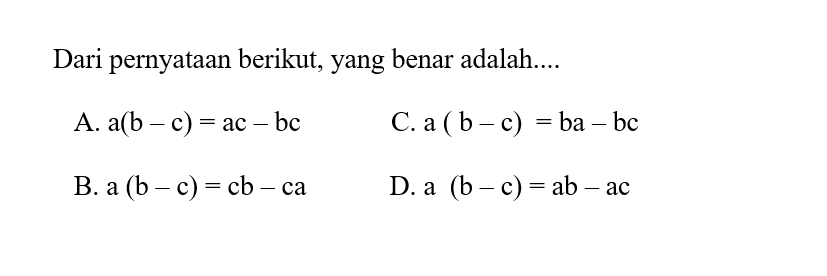 Dari pernyataan berikut, yang benar adalah....
A. a(b – c) = ac – bc C. a ( b – c) = ba – bc
B. a (b – c) = cb – ca D. a (b – c) = ab – ac